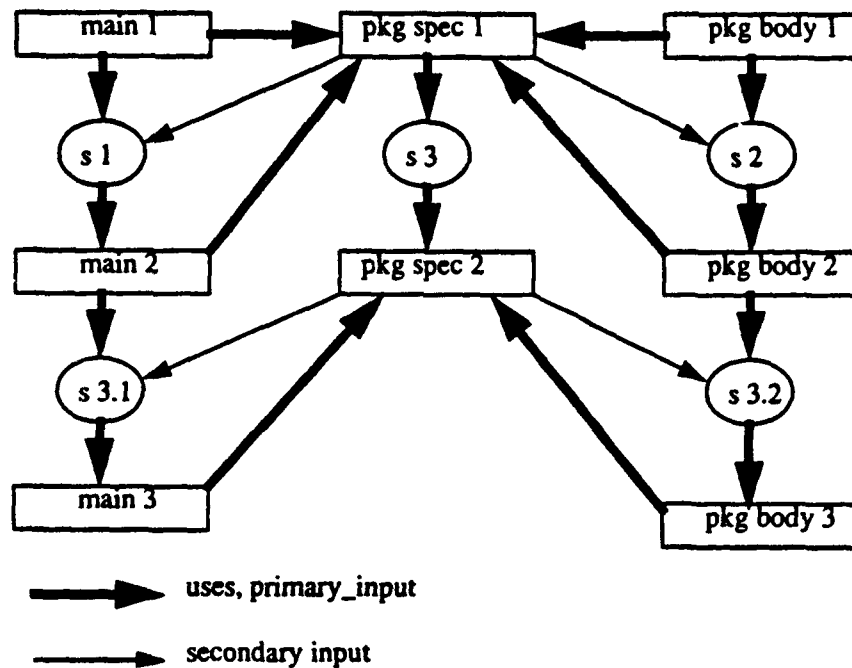 main 1
pkg spec 1
pkg body 1
s 1
s 3
s 2
main 2
pkg spec 2
pkg body 2
s 3.1
s 3.2
main 3
pkg body 3
uses, primary_input
secondary input